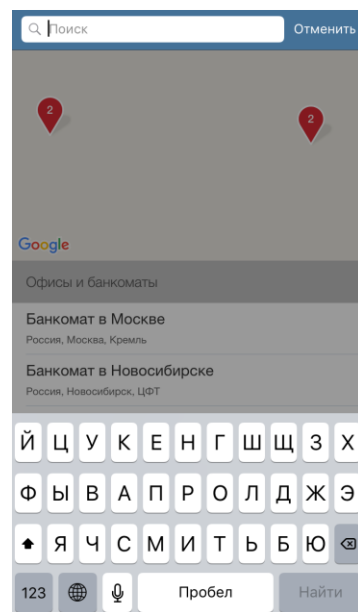 Поиск Отменить
2 2
Google
Офисы и банкоматы
Банкомат в Москве
Россия, Москва, Кремль
Банкомат в Новосибирске
Россия, Новосибирск, ЦФТ
Й Ц У К Е Н Г Ш Щ З Х
Ф Ы В А П Р О Л Д Ж Э
Я Ч С М И Т Ь Б Ю
123 Пробел Найти